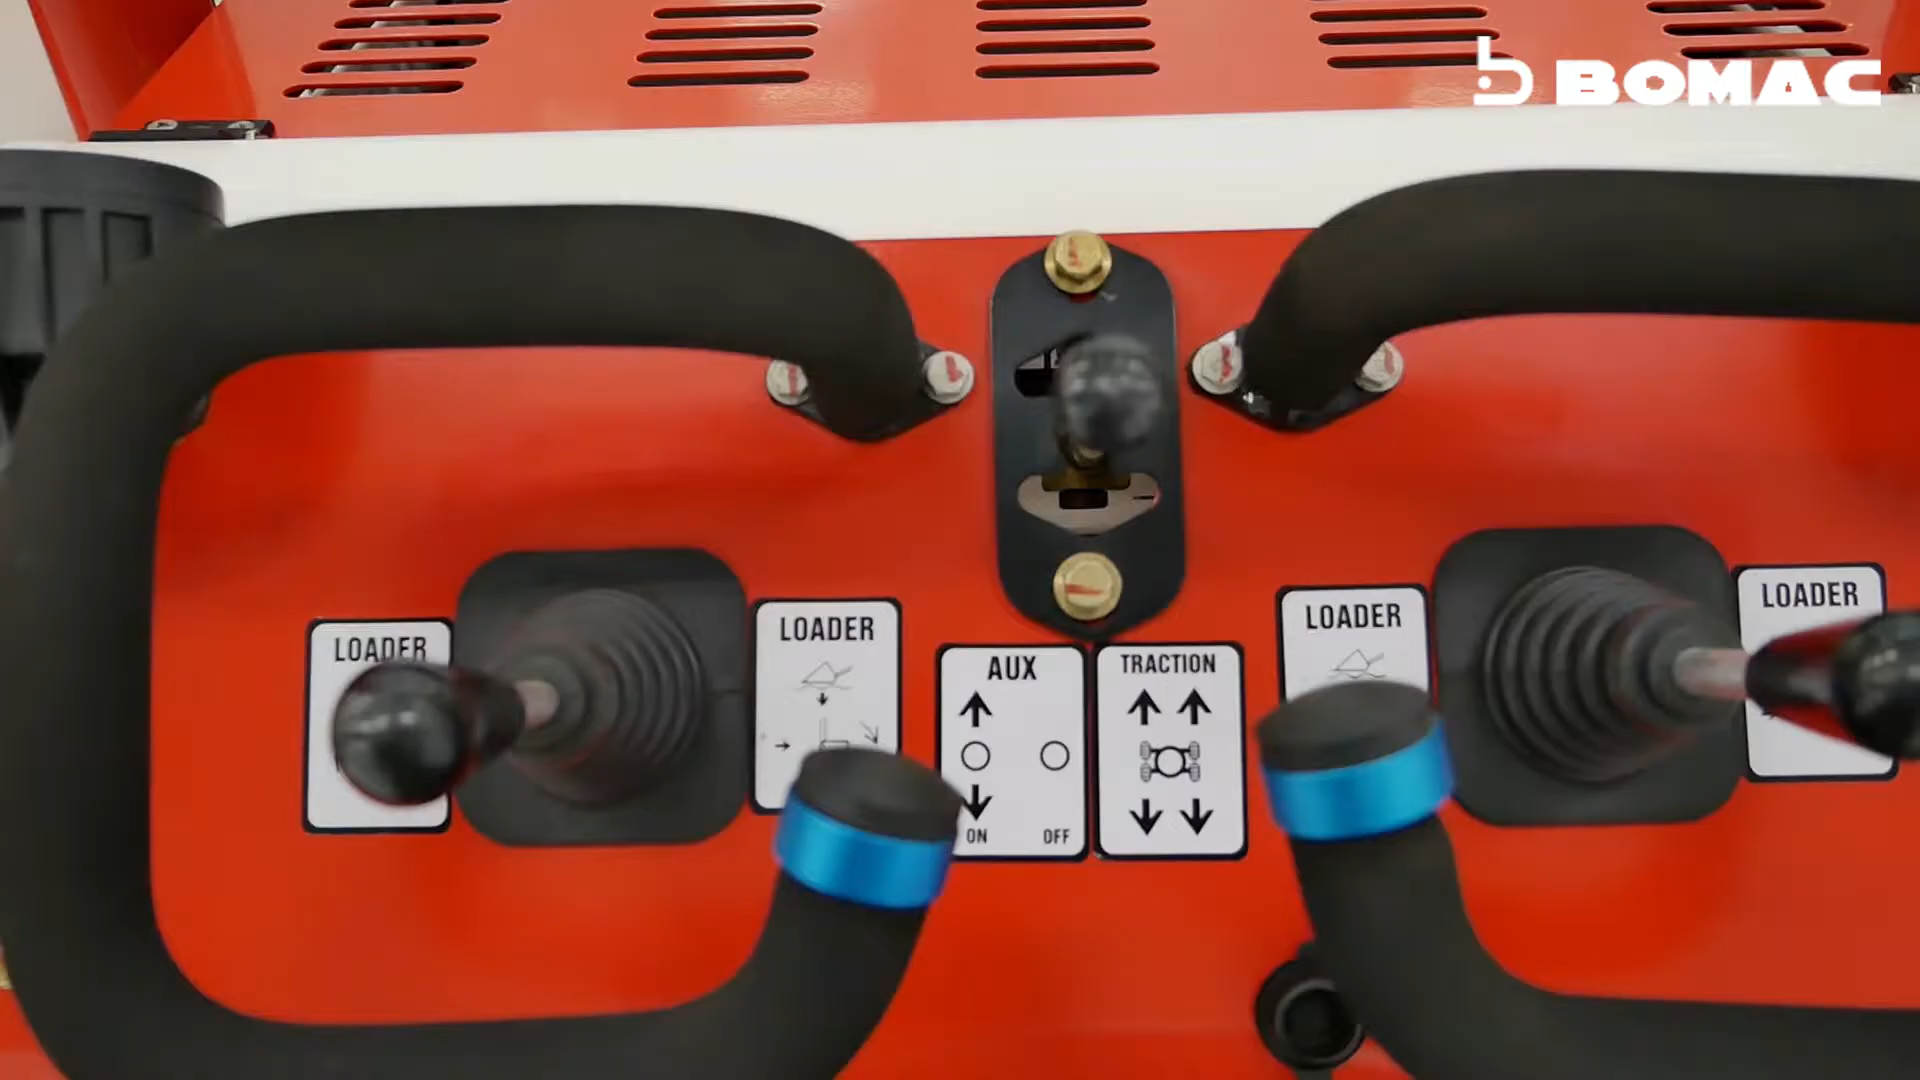 BOMAC
LOADER
LOADER
AUX
ON OFF
TRACTION
LOADER
LOADER